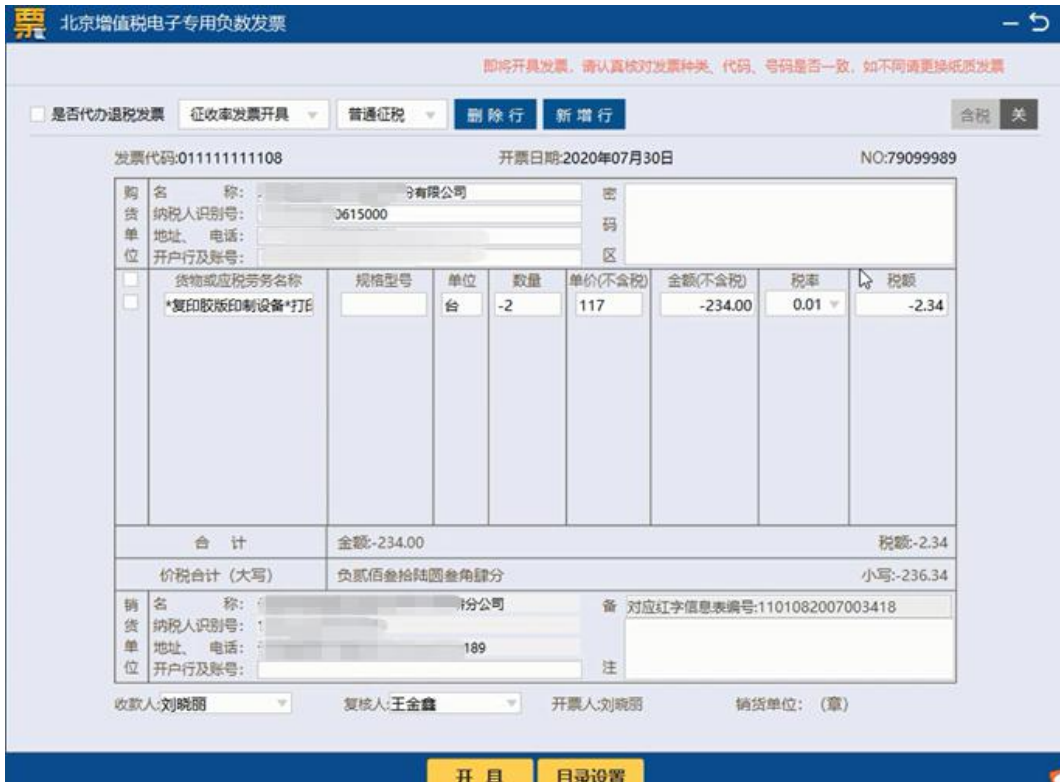 票 北京增值税电子专用负数发票
即将开具发票，请认真核对发票种类、代码、号码是否一致，如不同请更换纸质发票
是否代办退税发票 征收率发票开具 普通征税 删除行 新增行 含税 关
发票代码:011111111108 开票日期:2020年07月30日 NO:79099989
购货单位 名 称: 有限公司
纳税人识别号: 0615000
地址、 电话:
开户行及账号:
密码区
货物或应税劳务名称 规格型号 单位 数量 单价(不含税) 金额(不含税) 税率 税额
*复印胶版印制设备*打 台 -2 117 -234.00 0.01 -2.34
合 计 金额:-234.00 税额:-2.34
价税合计（大写） 负贰佰叁拾陆圆叁角肆分 小写:-236.34
销货单位 名 称: 分公司
纳税人识别号:
地址、 电话: 189
开户行及账号:
备注 对应红字信息表编号:1101082007003418
收款人:刘晓丽 复核人:王金鑫 开票人:刘晓丽 销货单位：（章）
开具 目录设置